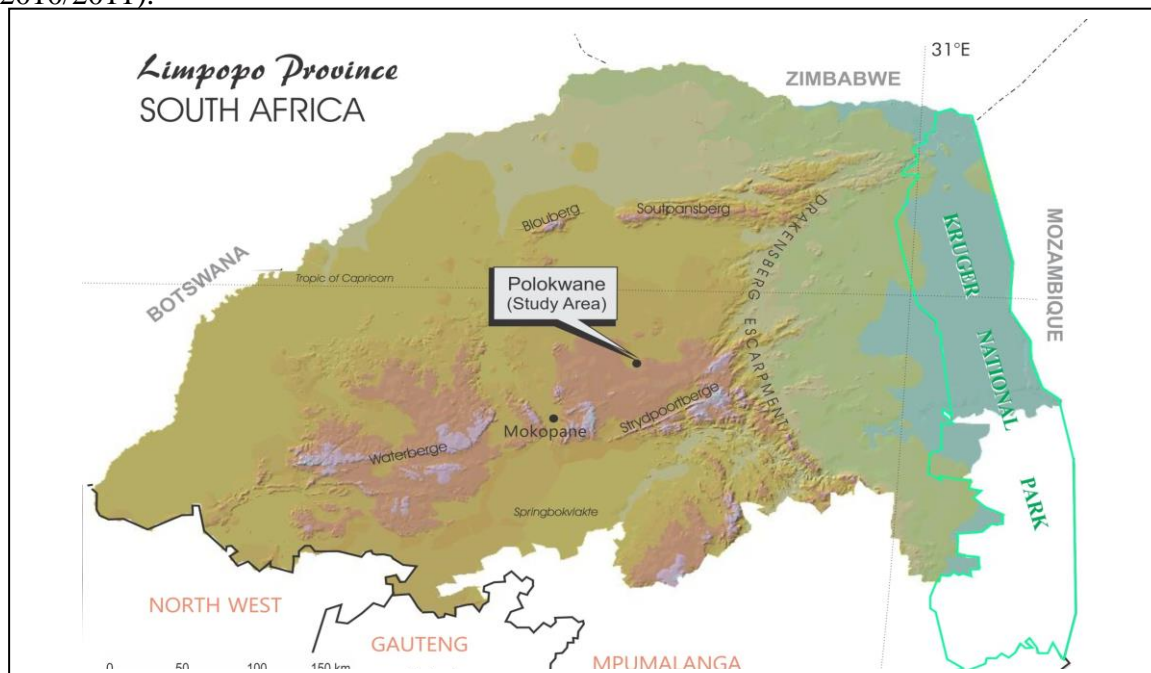 2010/2011).
Limpopo Province
SOUTH AFRICA
31°E
ZIMBABWE
BOTSWANA
MOZAMBIQUE
Blouberg
Soutpansberg
DRAKENSBERG ESCARPMENT
KRUGER
NATIONAL
PARK
Tropic of Capricorn
Polokwane
(Study Area)
Strydpoortberge
Mokopane
Waterberge
Springbokvlakte
NORTH WEST
GAUTENG
MPUMALANGA
0 50 100 150 km